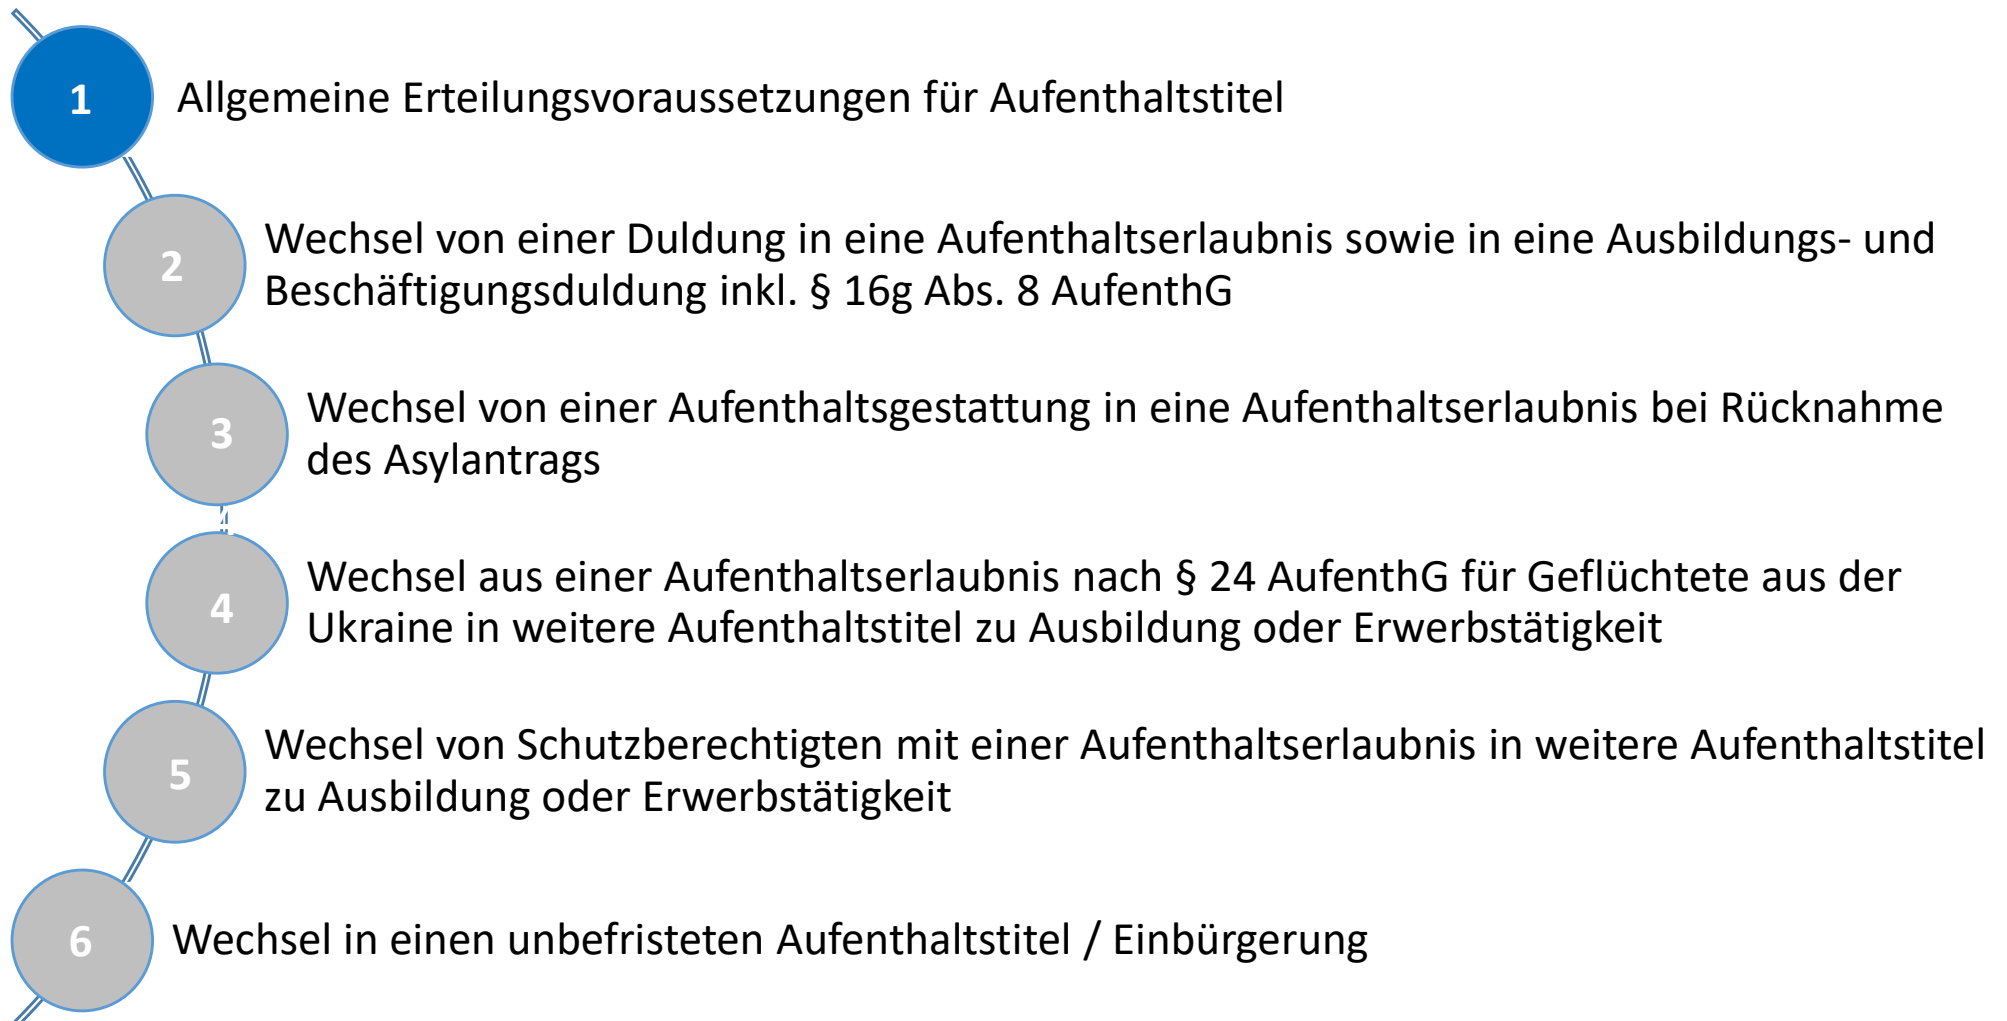 1
Allgemeine Erteilungsvoraussetzungen für Aufenthaltstitel
2
Wechsel von einer Duldung in eine Aufenthaltserlaubnis sowie in eine Ausbildungs- und
Beschäftigungsduldung inkl. § 16g Abs. 8 AufenthG
3
Wechsel von einer Aufenthaltsgestattung in eine Aufenthaltserlaubnis bei Rücknahme
des Asylantrags
4
4
Wechsel aus einer Aufenthaltserlaubnis nach § 24 AufenthG für Geflüchtete aus der
Ukraine in weitere Aufenthaltstitel zu Ausbildung oder Erwerbstätigkeit
5
Wechsel von Schutzberechtigten mit einer Aufenthaltserlaubnis in weitere Aufenthaltstitel
zu Ausbildung oder Erwerbstätigkeit
6
Wechsel in einen unbefristeten Aufenthaltstitel / Einbürgerung